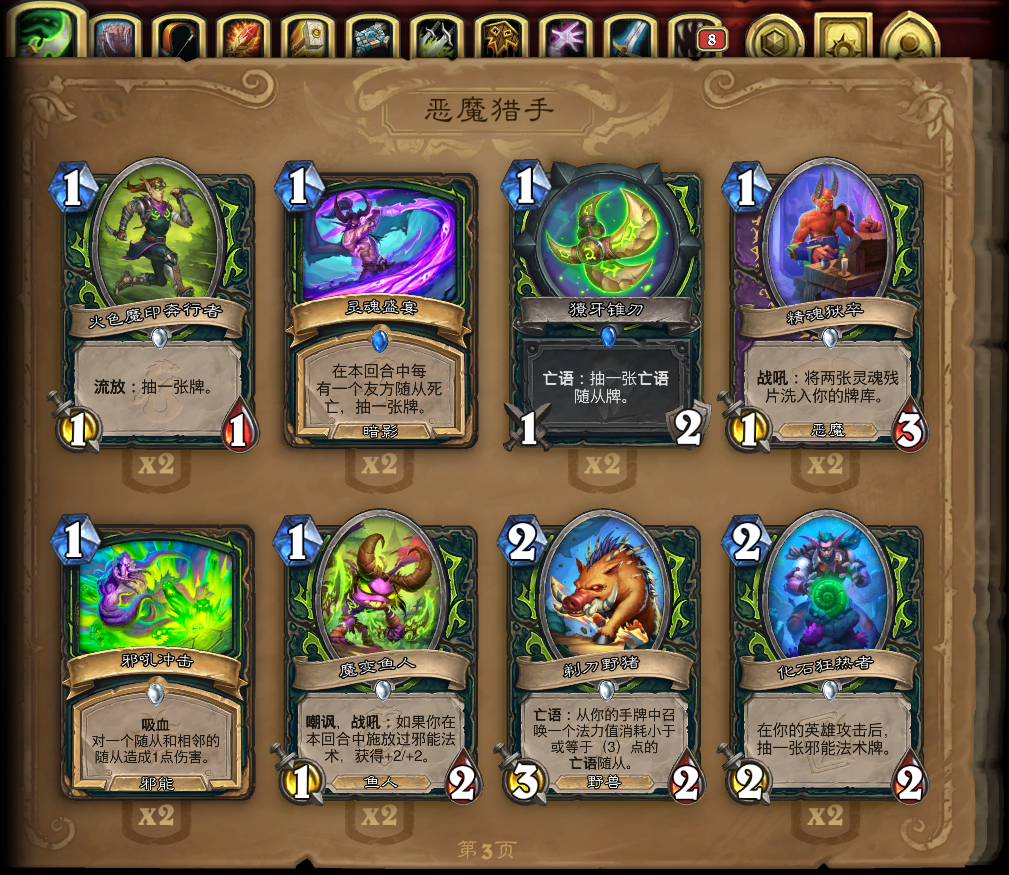 8
恶魔猎手
1
火色魔印奔行者
流放：抽一张牌。
1
1
x2
1
灵魂盛宴
在本回合中每
有一个友方随从死
亡，抽一张牌。
暗影
x2
1
獠牙锥刃
亡语：抽一张亡语
随从牌。
1
2
x2
1
精魂狱卒
战吼：将两张灵魂残
片洗入你的牌库。
恶魔
1
3
x2
1
邪吼冲击
吸血
对一个随从和相邻的
随从造成1点伤害。
邪能
x2
1
魔变鱼人
嘲讽，战吼：如果你在
本回合中施放过邪能法
术，获得+2/+2。
鱼人
1
2
x2
2
剃刀野猪
亡语：从你的手牌中召
唤一个法力值消耗小于
或等于（3）点的
亡语随从。
野兽
3
2
2
化石狂热者
在你的英雄攻击后，
抽一张邪能法术牌。
2
2
x2
第3页